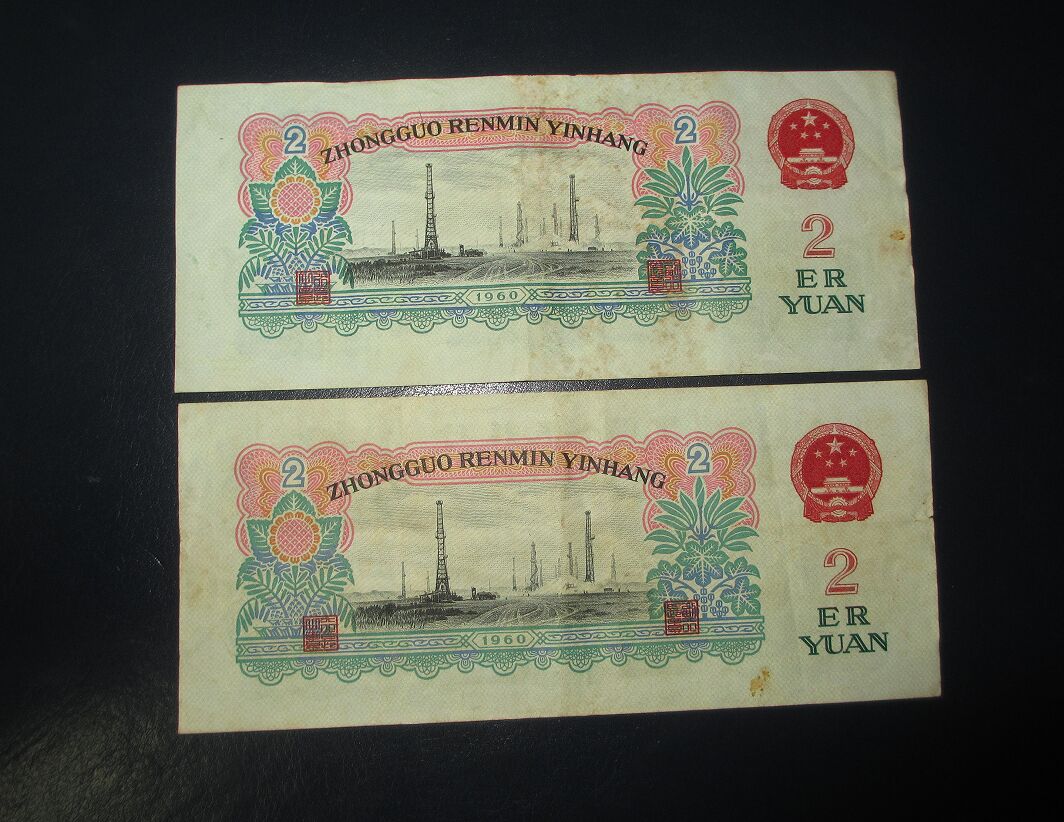 2 2
ZHONGGUO RENMIN YINHANG
1960
2
ER
YUAN
2 2
ZHONGGUO RENMIN YINHANG
1960
2
ER
YUAN